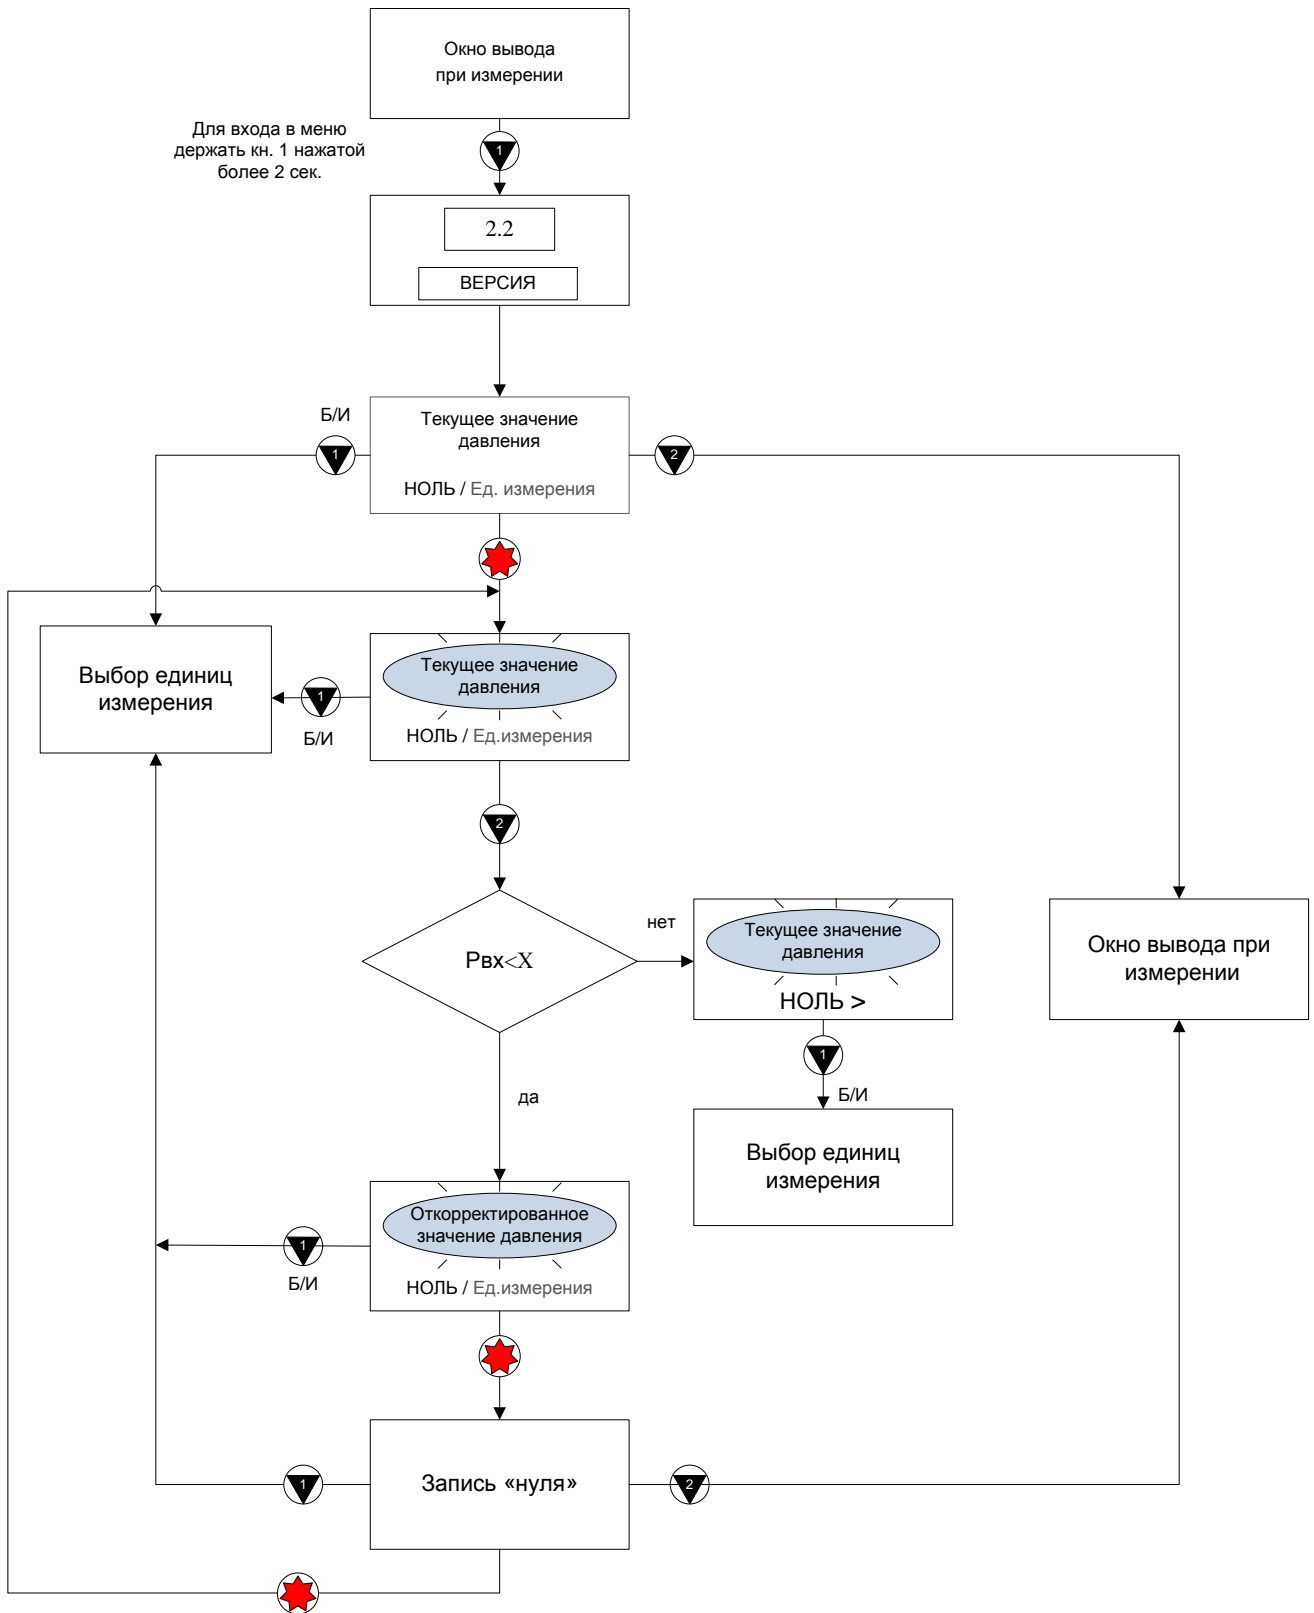 Окно вывода
при измерении
Для входа в меню
держать кн. 1 нажатой
более 2 сек.
1
2.2
ВЕРСИЯ
Б/И
Текущее значение
давления
1
2
НОЛЬ / Ед. измерения
Выбор единиц
измерения
Текущее значение
давления
1
Б/И
НОЛЬ / Ед.измерения
2
Рвх<X
нет
Текущее значение
давления
НОЛЬ >
Окно вывода при
измерении
1
Б/И
да
Выбор единиц
измерения
Откорректированное
значение давления
1
Б/И
НОЛЬ / Ед.измерения
1
Запись «нуля»
2